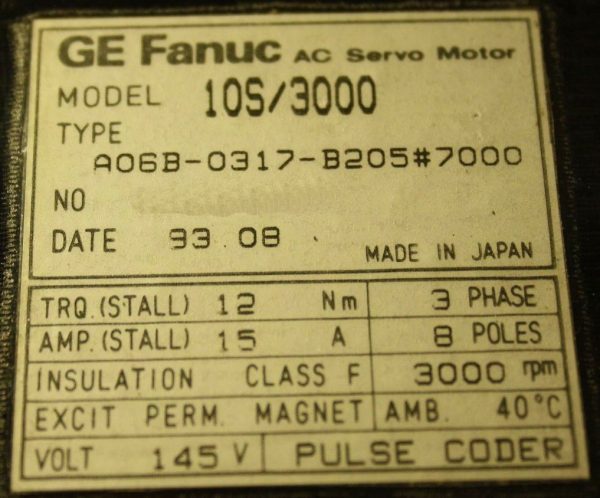 GE Fanuc AC Servo Motor
MODEL 10S/3000
TYPE
A06B-0317-B205#7000
NO
DATE 93.08 MADE IN JAPAN
TRQ.(STALL) 12 Nm 3 PHASE
AMP.(STALL) 15 A 8 POLES
INSULATION CLASS F 3000 rpm
EXCIT PERM. MAGNET AMB. 40°C
VOLT 145 V PULSE CODER